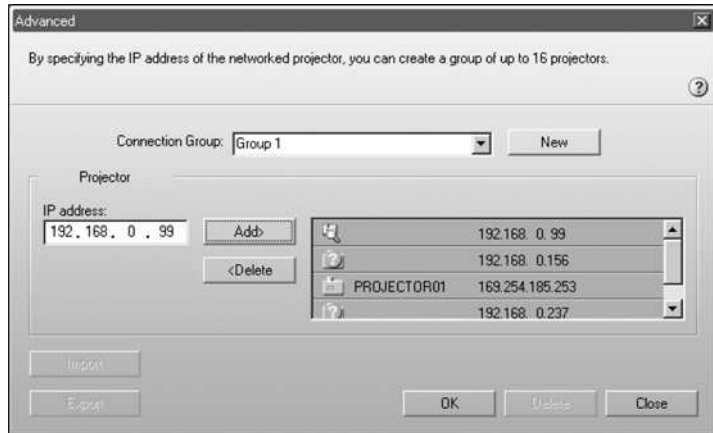 Advanced
By specifying the IP address of the networked projector, you can create a group of up to 16 projectors.
Connection Group: Group 1 New
Projector
IP address:
192. 168. 0 . 99 Add> 192.168. 0. 99
<Delete 192.168. 0.156
PROJECTOR01 169.254.185.253
192.168. 0.237
Import
Export OK Delete Close